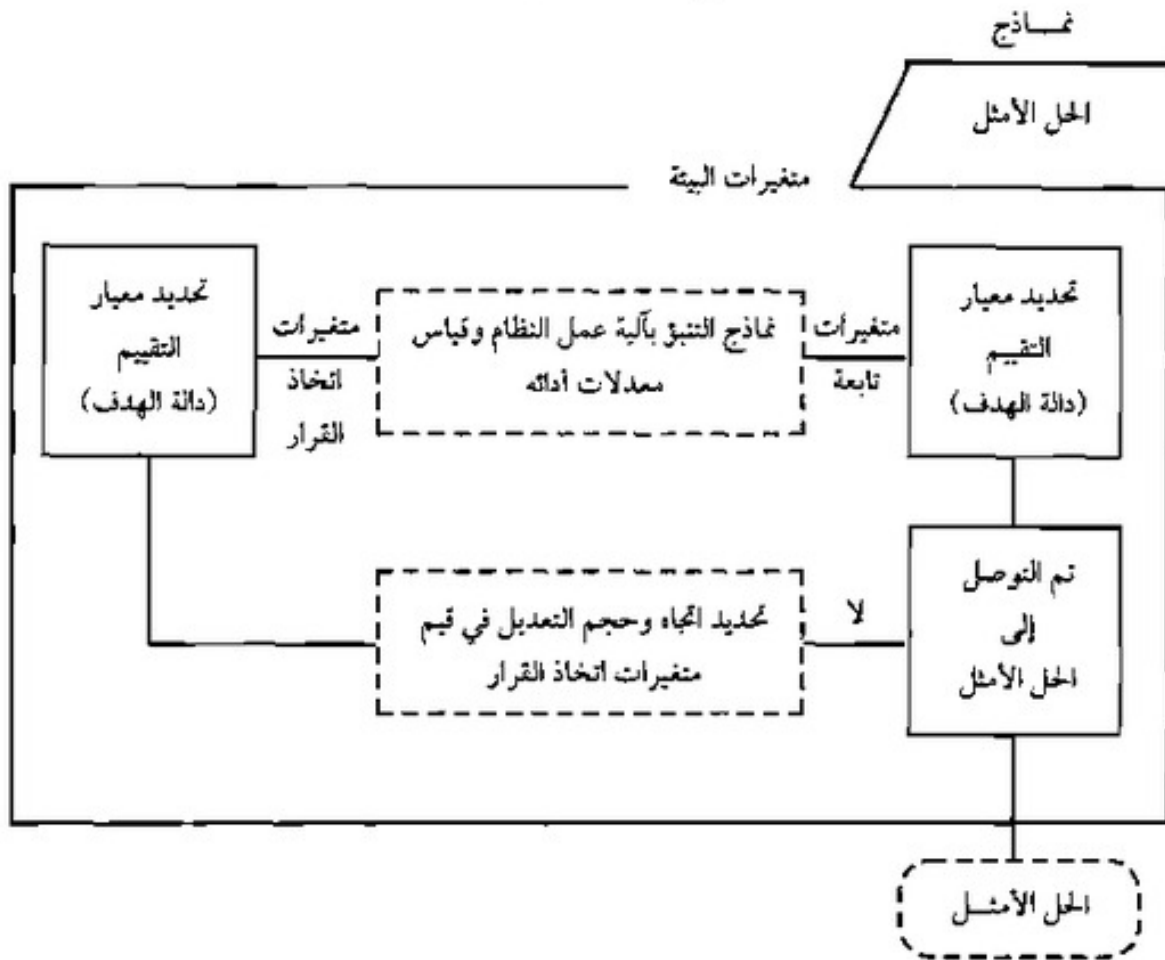 نمـــاذج
الحل الأمثل
متغيرات البيئة
تحديد معيار
التقييـم
(دالة الهدف)
متغيرات
تابعة
نماذج التنبؤ بآلية عمل النظام وقياس
معدلات أدائه
متغيرات
اتخاذ
القرار
تحديد معيار
التقييم
(دالة الهدف)
تم التوصل
إلى
الحل الأمثل
لا
تحديد اتجاه وحجم التعديل في قيم
متغيرات اتخاذ القرار
الحل الأمثـــل